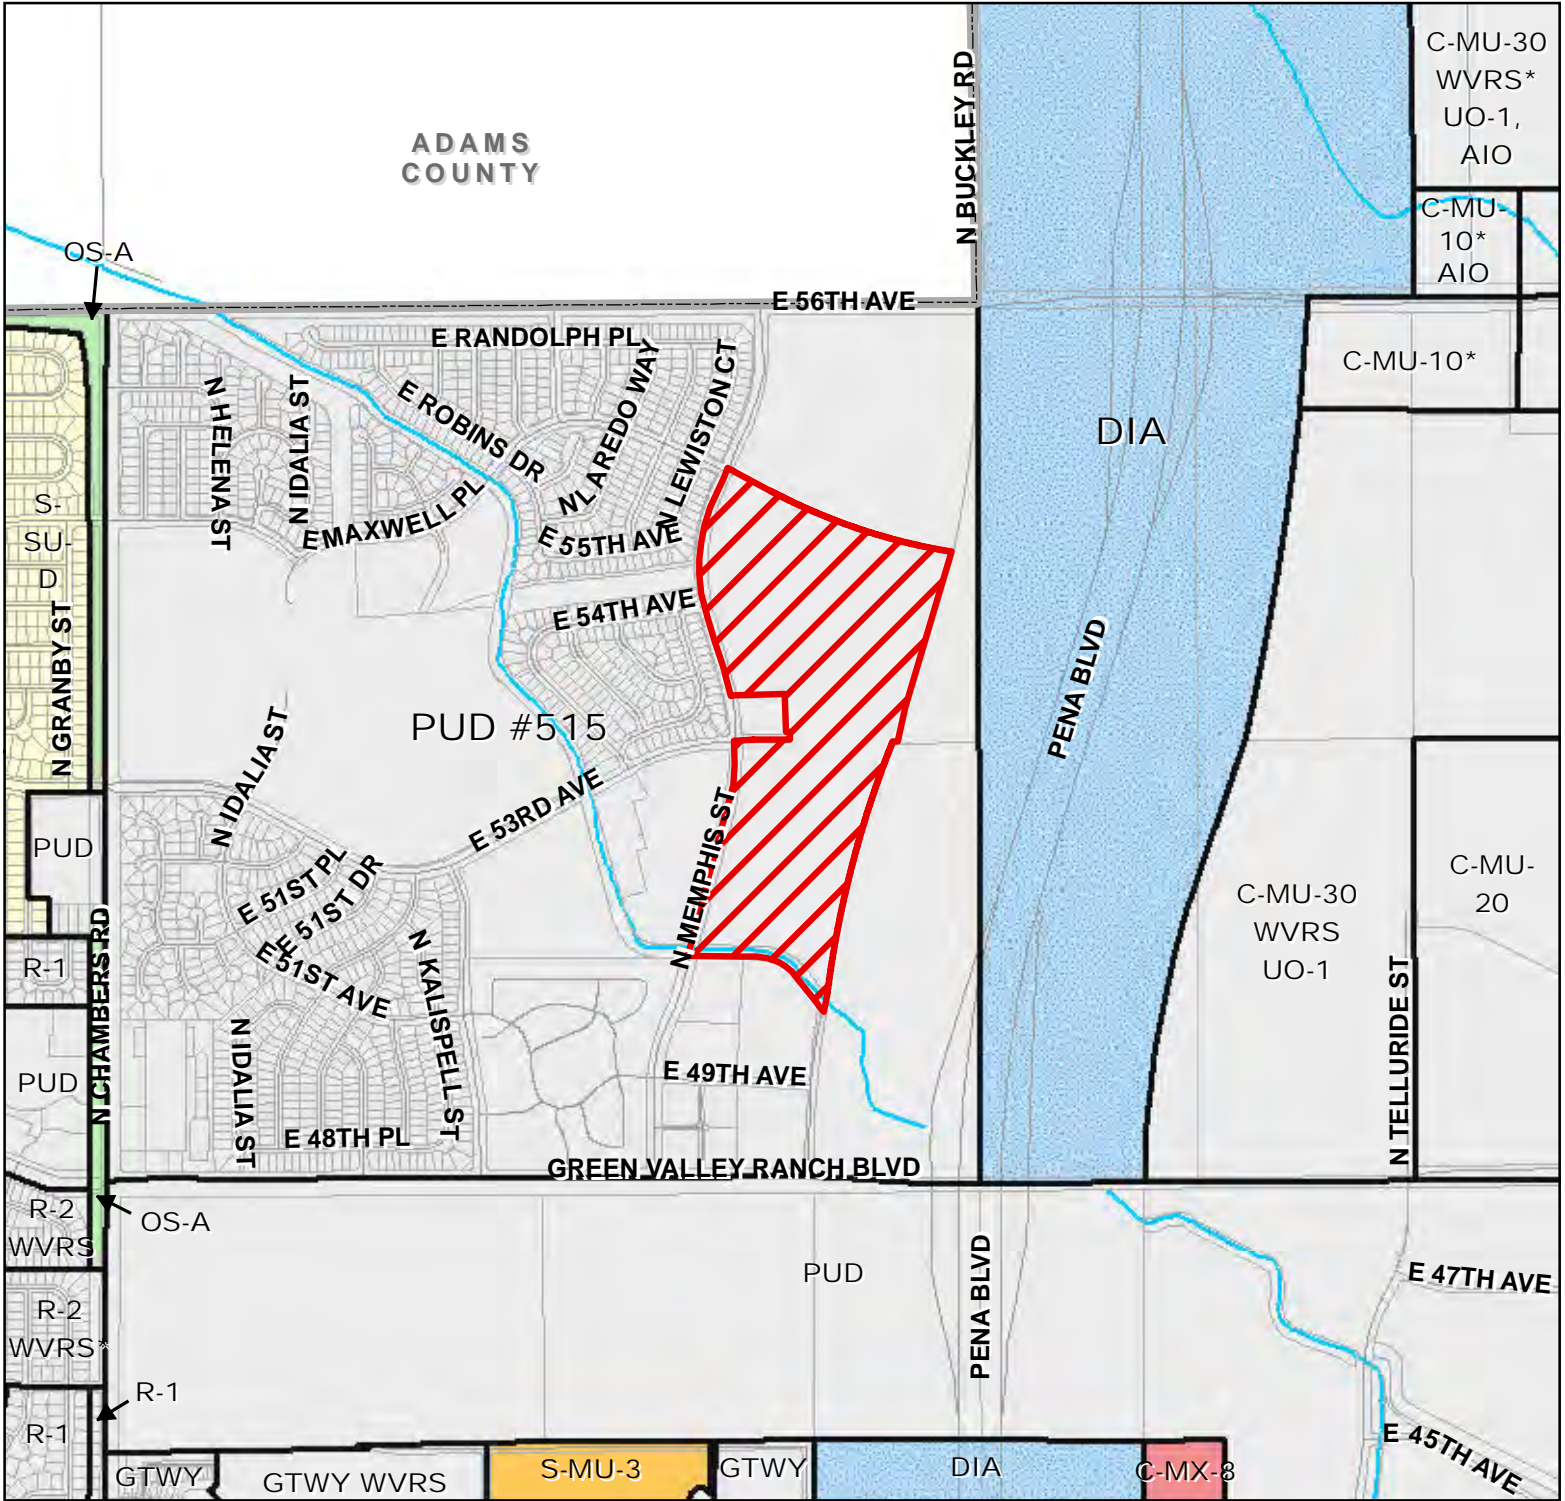 C-MU-30
WVRS*
UO-1,
AIO
N BUCKLEY RD
ADAMS
COUNTY
C-MU-
10*
AIO
OS-A
E 56TH AVE
E RANDOLPH PL
C-MU-10*
N HELENA ST
N IDALIA ST
E ROBINS DR
N LAREDO WAY
N LEWISTON CT
DIA
E MAXWELL PL
S-
SU-
D
E 55TH AVE
E 54TH AVE
N GRANBY ST
PENA BLVD
PUD #515
N IDALIA ST
E 53RD AVE
PUD
N MEMPHIS ST
E 51ST PL
E 51ST DR
E 51ST AVE
N KALISPELL ST
C-MU-30
WVRS
UO-1
C-MU-
20
R-1
N CHAMBERS RD
N TELLURIDE ST
PUD
N IDALIA ST
E 49TH AVE
E 48TH PL
GREEN VALLEY RANCH BLVD
R-2
WVRS
OS-A
PUD
PENA BLVD
E 47TH AVE
R-2
WVRS*
R-1
R-1
E 45TH AVE
GTWY
GTWY WVRS
S-MU-3
GTWY
DIA
C-MX-8